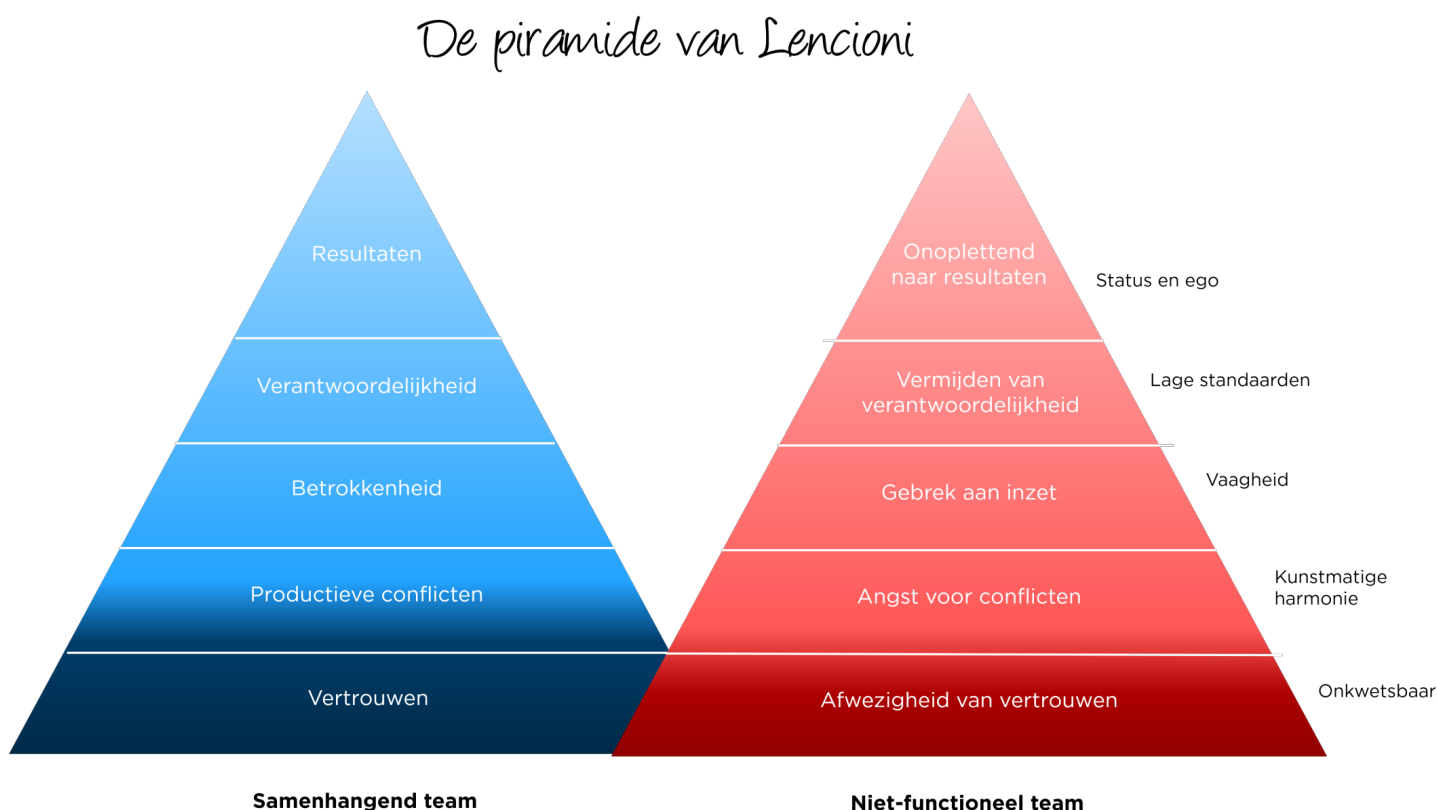 De piramide van Lencioni
Resultaten
Verantwoordelijkheid
Betrokkenheid
Productieve conflicten
Vertrouwen
Samenhangend team
Onoplettend
naar resultaten
Status en ego
Vermijden van
verantwoordelijkheid
Lage standaarden
Gebrek aan inzet
Vaagheid
Angst voor conflicten
Kunstmatige
harmonie
Afwezigheid van vertrouwen
Onkwetsbaar
Niet-functioneel team